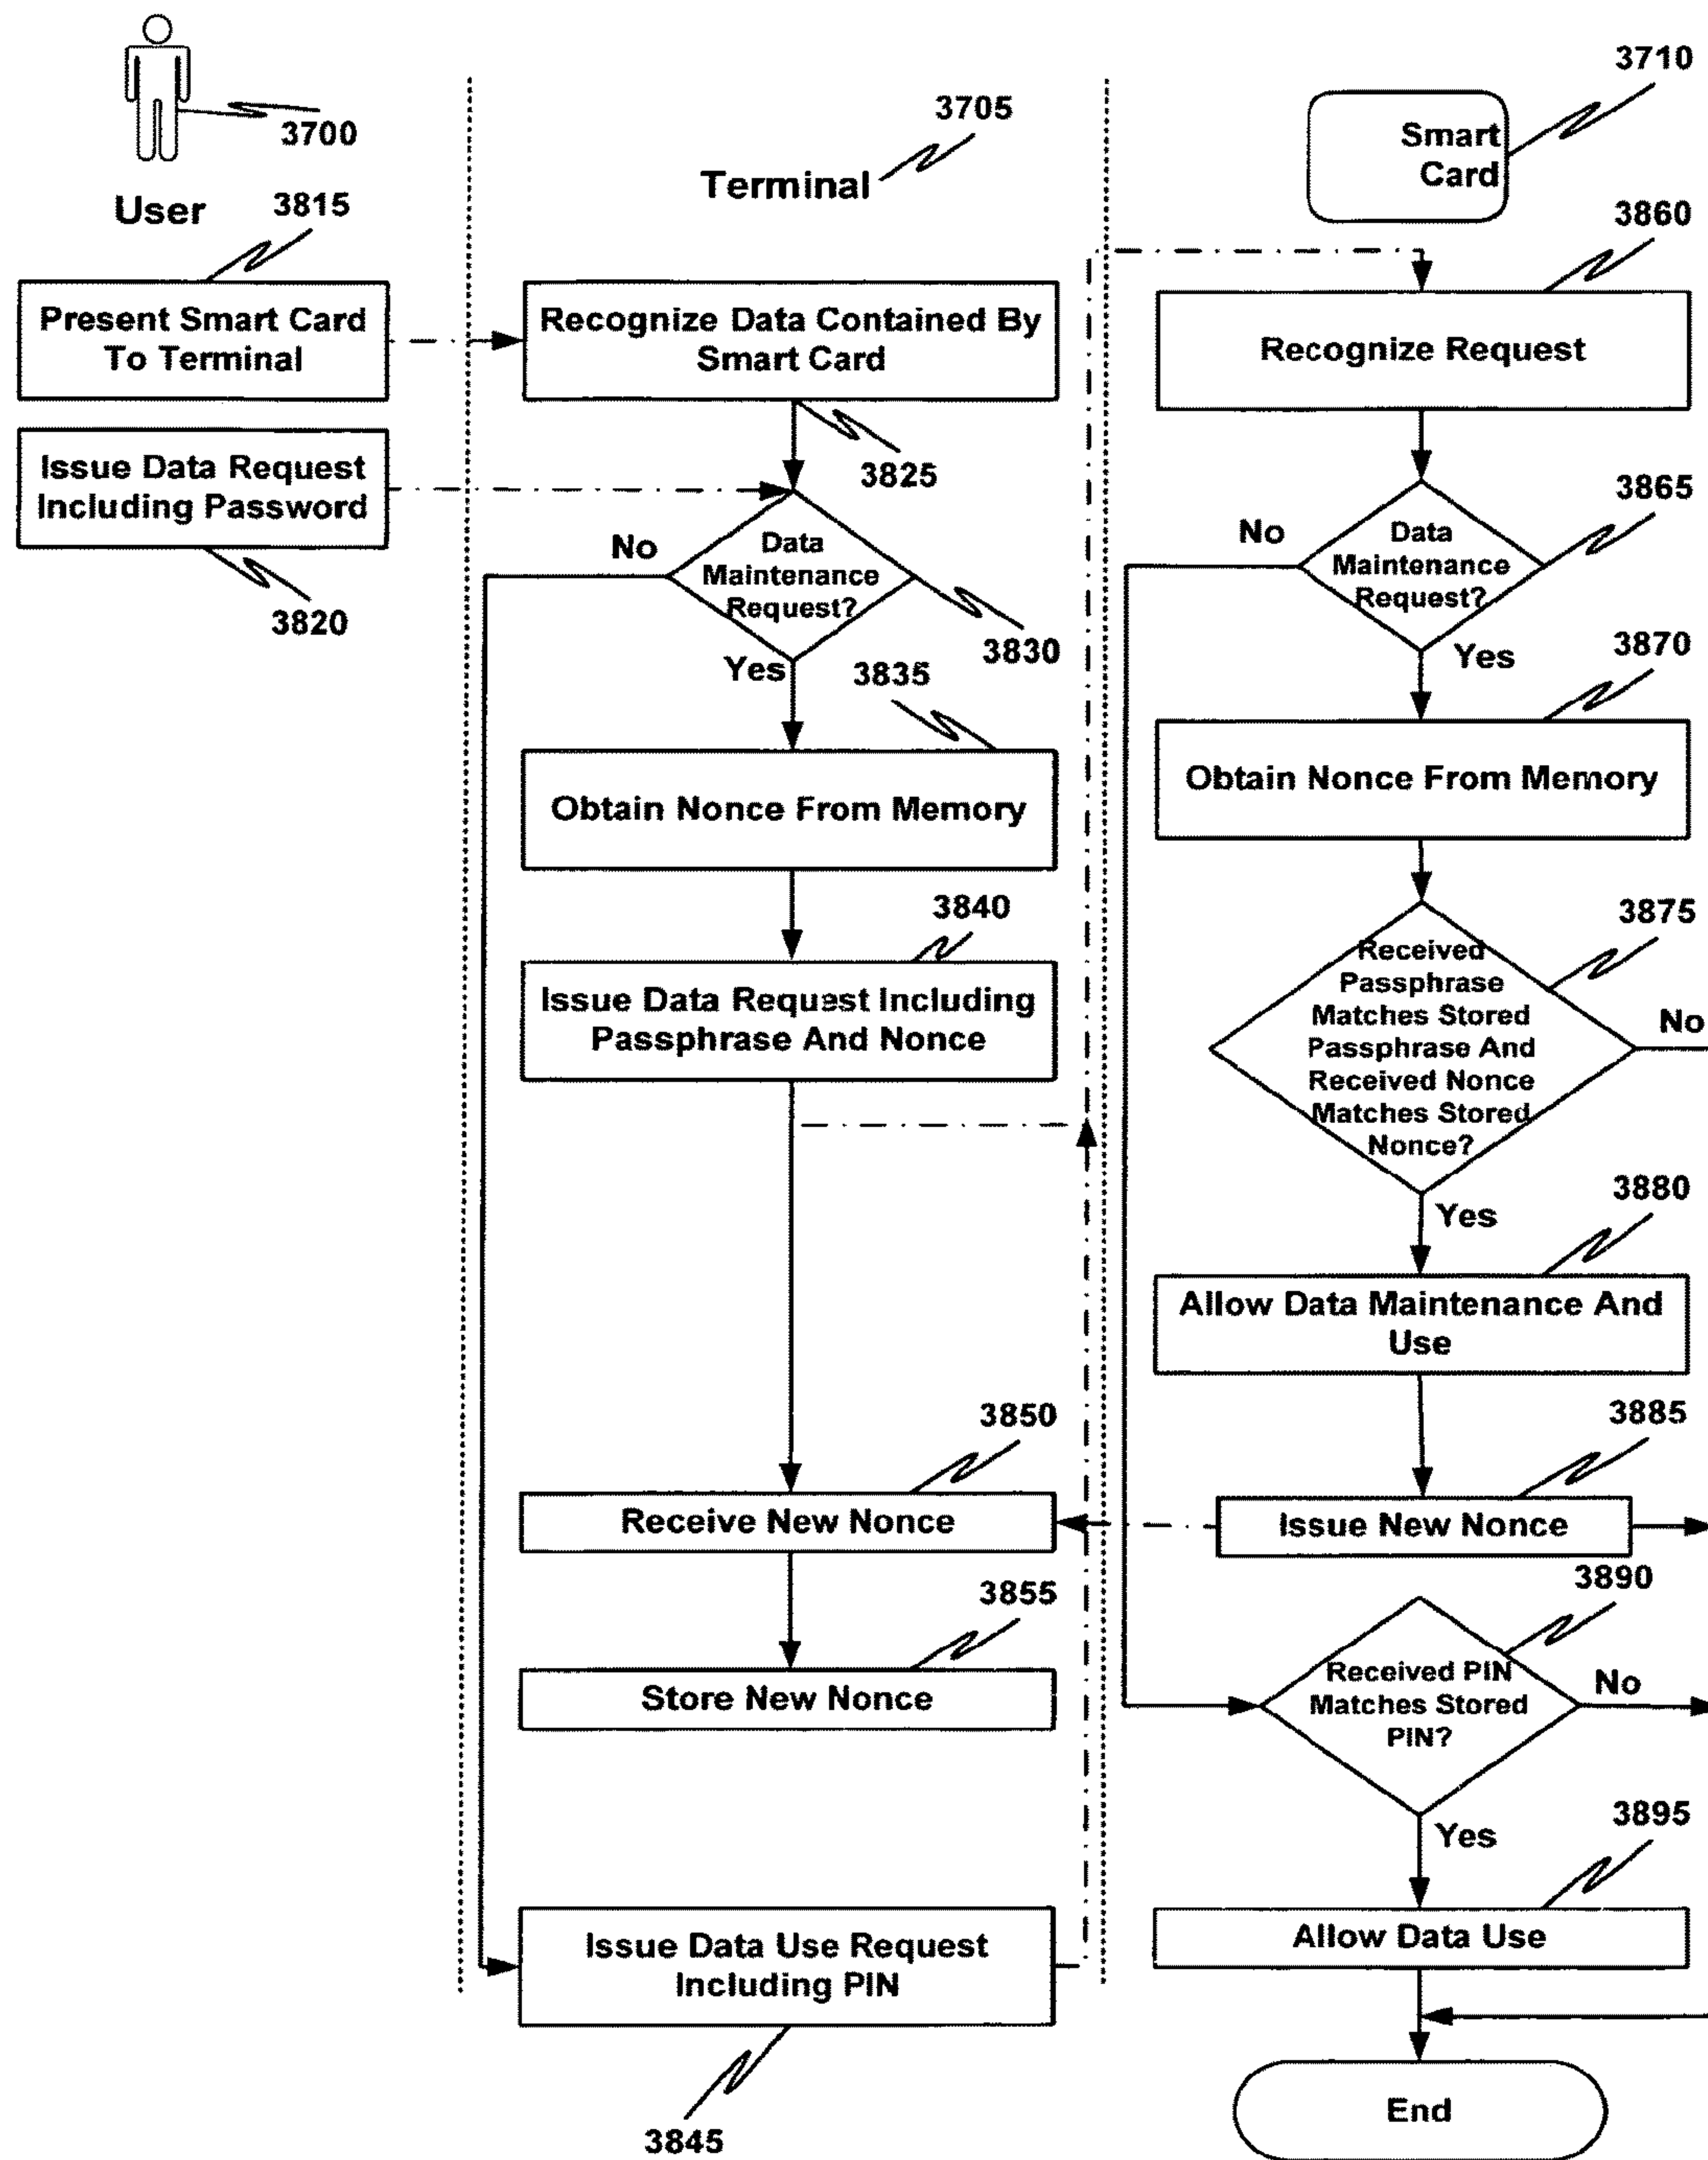 3700
User
3815
Present Smart Card
To Terminal
Issue Data Request
Including Password
3820
3705
Terminal
Recognize Data Contained By
Smart Card
3825
No
Data
Maintenance
Request?
3830
Yes
3835
Obtain Nonce From Memory
3840
Issue Data Request Including
Passphrase And Nonce
3850
Receive New Nonce
3855
Store New Nonce
Issue Data Use Request
Including PIN
3845
3710
Smart
Card
3860
Recognize Request
3865
No
Data
Maintenance
Request?
Yes
3870
Obtain Nonce From Memory
3875
Received
Passphrase
Matches Stored
Passphrase And
Received Nonce
Matches Stored
Nonce?
No
3880
Yes
Allow Data Maintenance And
Use
3885
Issue New Nonce
3890
Received PIN
Matches Stored
PIN?
No
3895
Yes
Allow Data Use
End